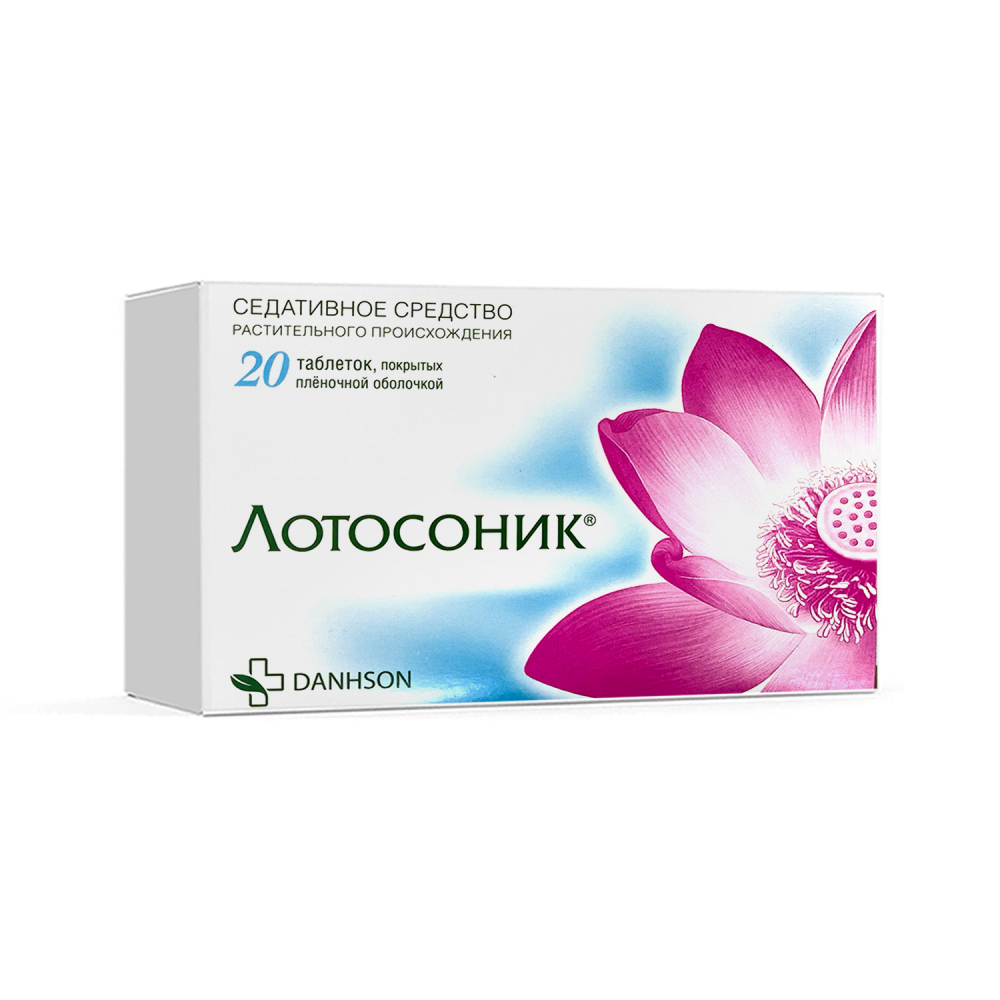 СЕДАТИВНОЕ СРЕДСТВО
РАСТИТЕЛЬНОГО ПРОИСХОЖДЕНИЯ
20 таблеток, покрытых
плёночной оболочкой
ЛОТОСОНИК®
DANHSON